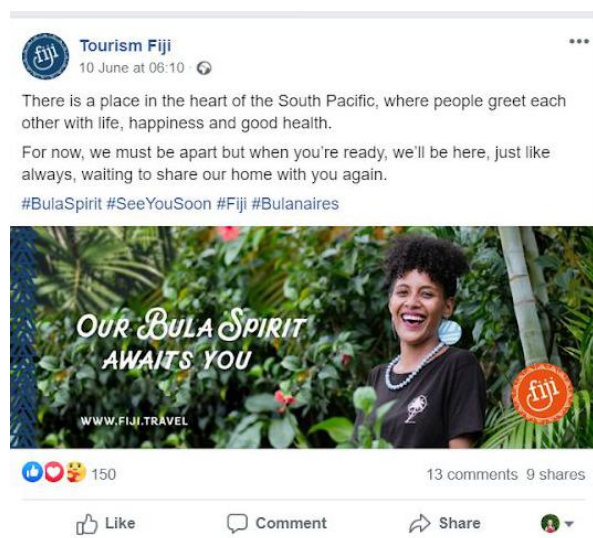 fiji
Tourism Fiji
10 June at 06:10
There is a place in the heart of the South Pacific, where people greet each
other with life, happiness and good health.
For now, we must be apart but when you're ready, we'll be here, just like
always, waiting to share our home with you again.
#BulaSpirit #SeeYouSoon #Fiji #Bulanaires
OUR BULA SPIRIT
AWAITS YOU
WWW.FIJI.TRAVEL
fiji
150
13 comments 9 shares
Like
Comment
Share